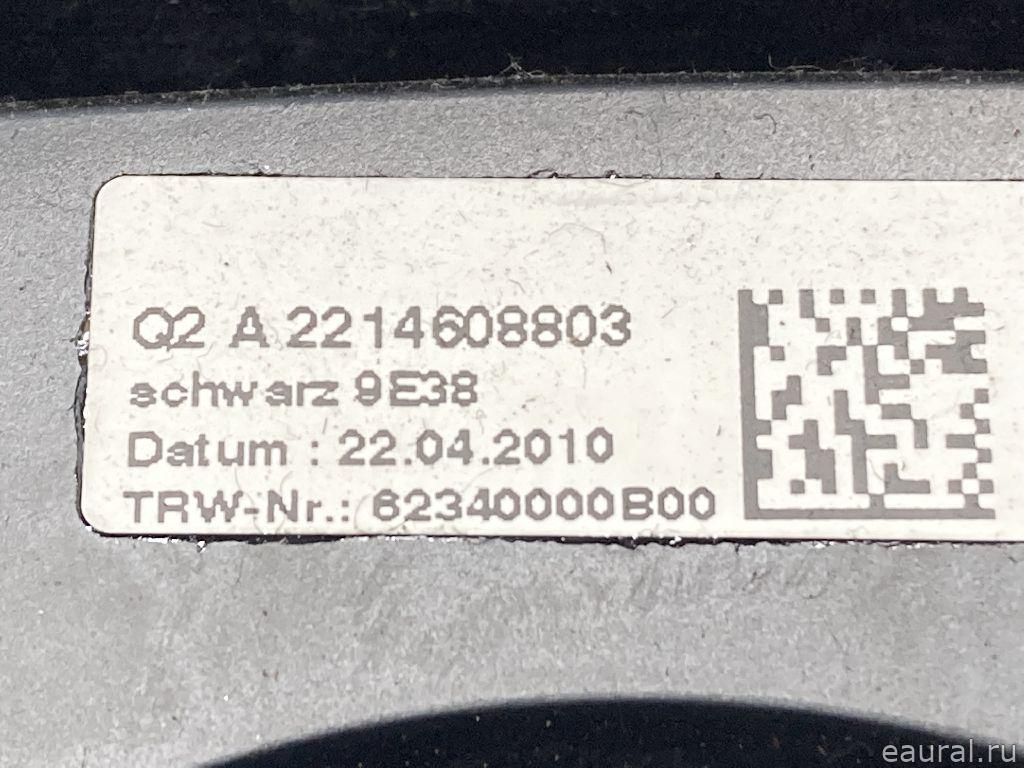 Q2 A 2214608803
schwarz 9E38
Datum : 22.04.2010
TRW-Nr.: 62340000B00
eaural.ru